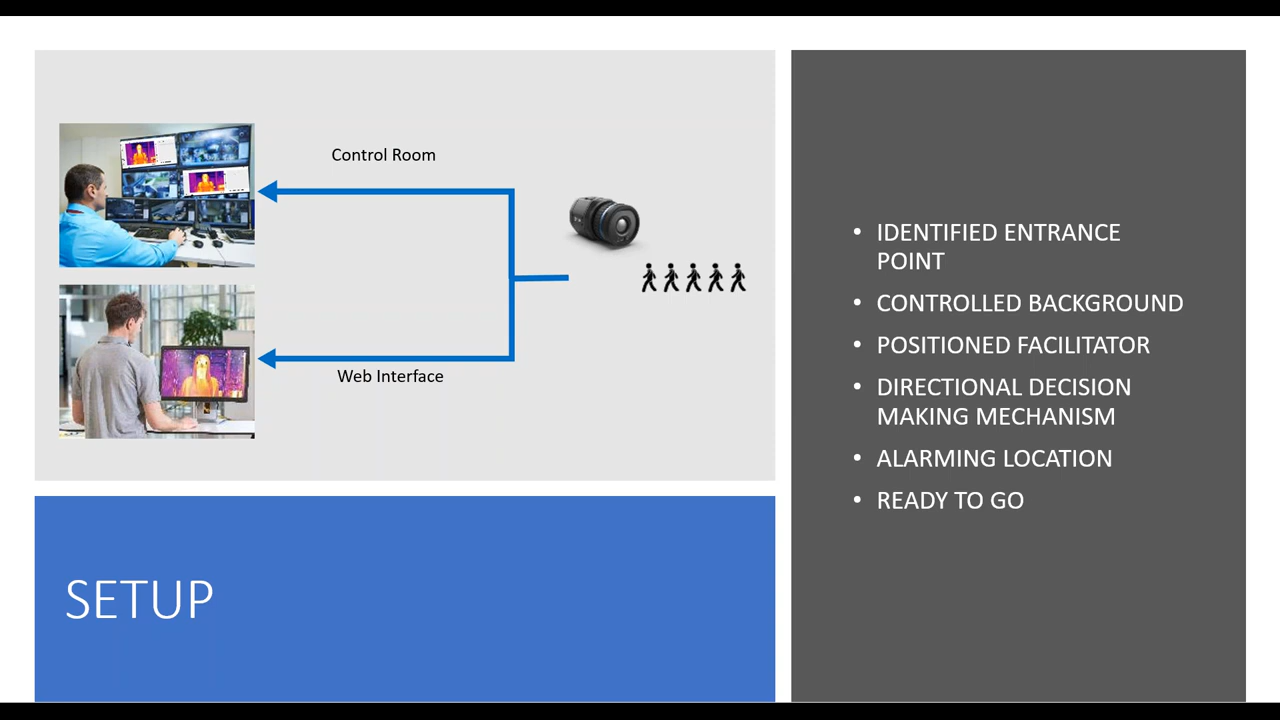 Control Room
Web Interface
SETUP
• IDENTIFIED ENTRANCE
POINT
• CONTROLLED BACKGROUND
• POSITIONED FACILITATOR
• DIRECTIONAL DECISION
MAKING MECHANISM
• ALARMING LOCATION
• READY TO GO